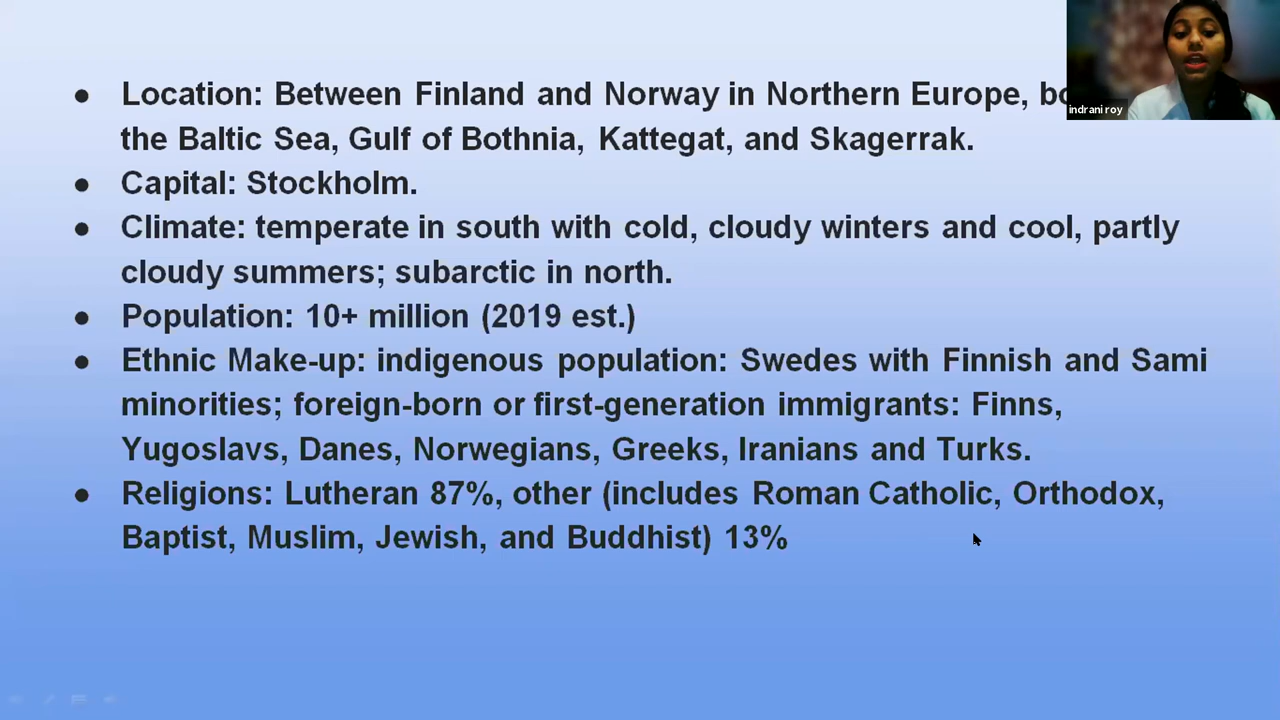 ● Location: Between Finland and Norway in Northern Europe,
the Baltic Sea, Gulf of Bothnia, Kattegat, and Skagerrak.
● Capital: Stockholm.
● Climate: temperate in south with cold, cloudy winters and cool, partly
cloudy summers; subarctic in north.
● Population: 10+ million (2019 est.)
● Ethnic Make-up: indigenous population: Swedes with Finnish and Sami
minorities; foreign-born or first-generation immigrants: Finns,
Yugoslavs, Danes, Norwegians, Greeks, Iranians and Turks.
● Religions: Lutheran 87%, other (includes Roman Catholic, Orthodox,
Baptist, Muslim, Jewish, and Buddhist) 13%
indrani roy